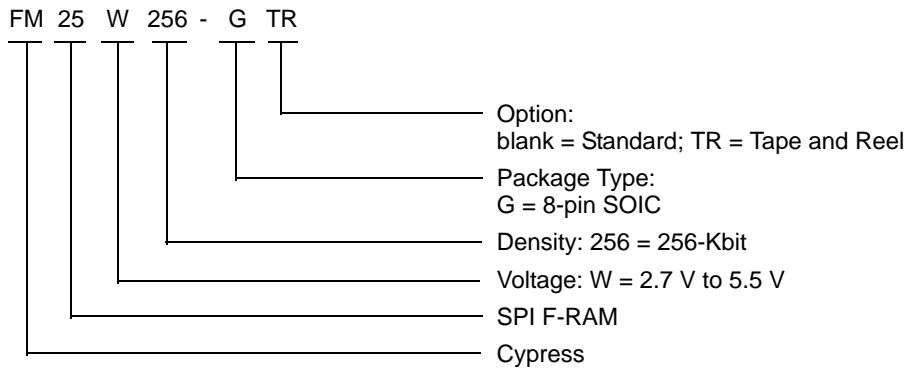 FM 25 W 256 - G TR
Option:
blank = Standard; TR = Tape and Reel
Package Type:
G = 8-pin SOIC
Density: 256 = 256-Kbit
Voltage: W = 2.7 V to 5.5 V
SPI F-RAM
Cypress